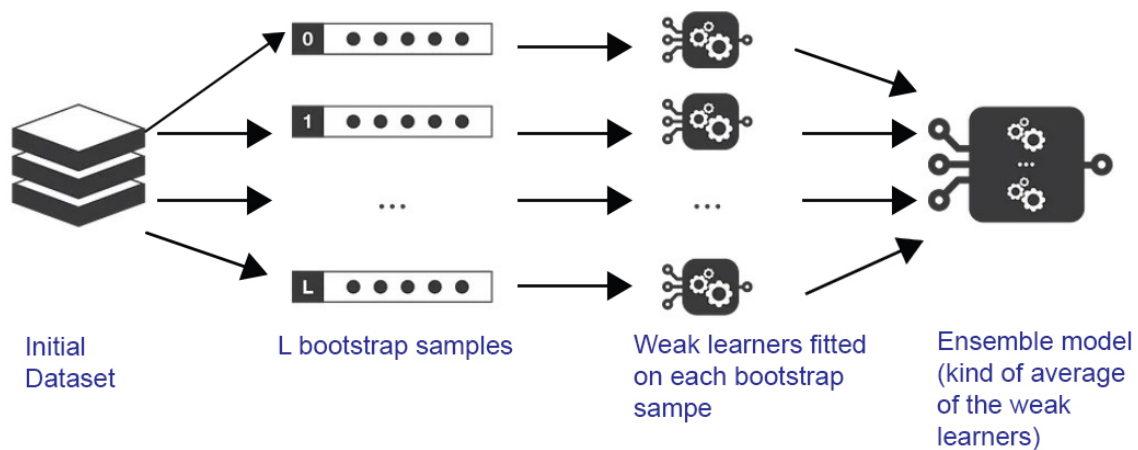 0
1
...
...
...
L
Initial
Dataset
L bootstrap samples
Weak learners fitted
on each bootstrap
sampe
Ensemble model
(kind of average
of the weak
learners)